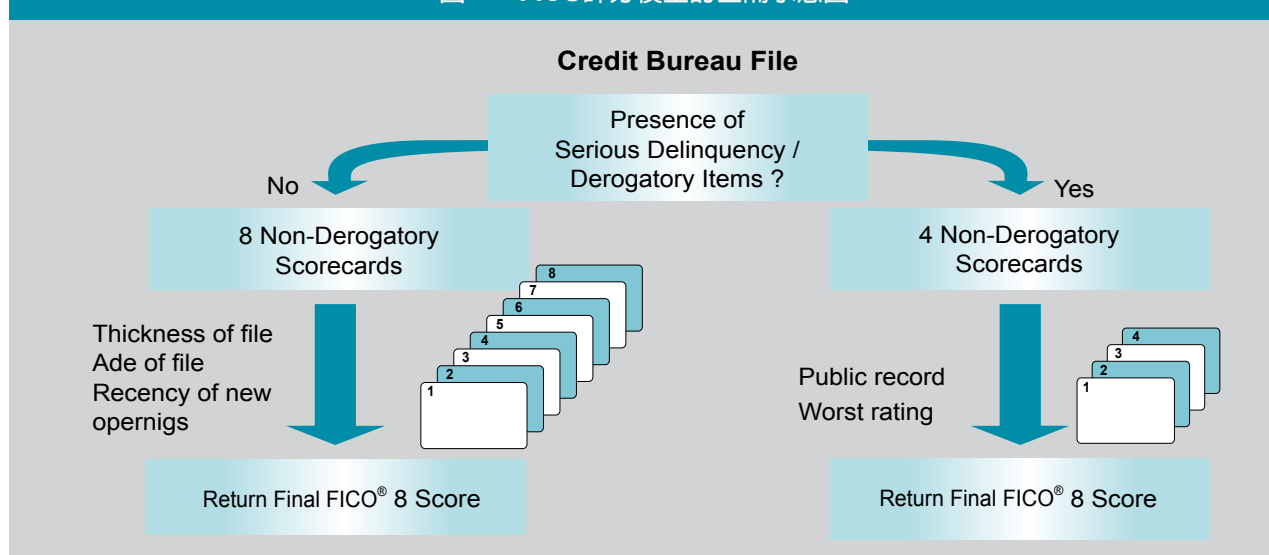 Credit Bureau File
Presence of
Serious Delinquency /
Derogatory Items ?
No
Yes
8 Non-Derogatory
Scorecards
4 Non-Derogatory
Scorecards
8
7
6
5
4
3
2
1
Thickness of file
Ade of file
Recency of new
opernigs
4
3
2
1
Public record
Worst rating
Return Final FICO® 8 Score
Return Final FICO® 8 Score